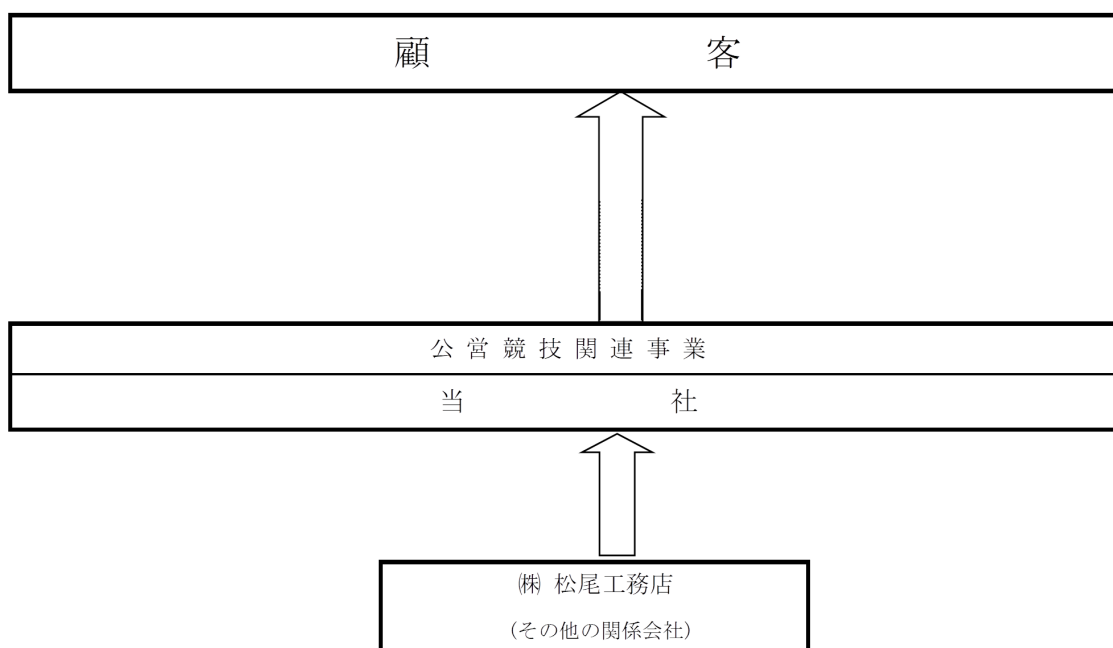 顧客
公営競技関連事業
当社
㈱ 松尾工務店
(その他の関係会社)